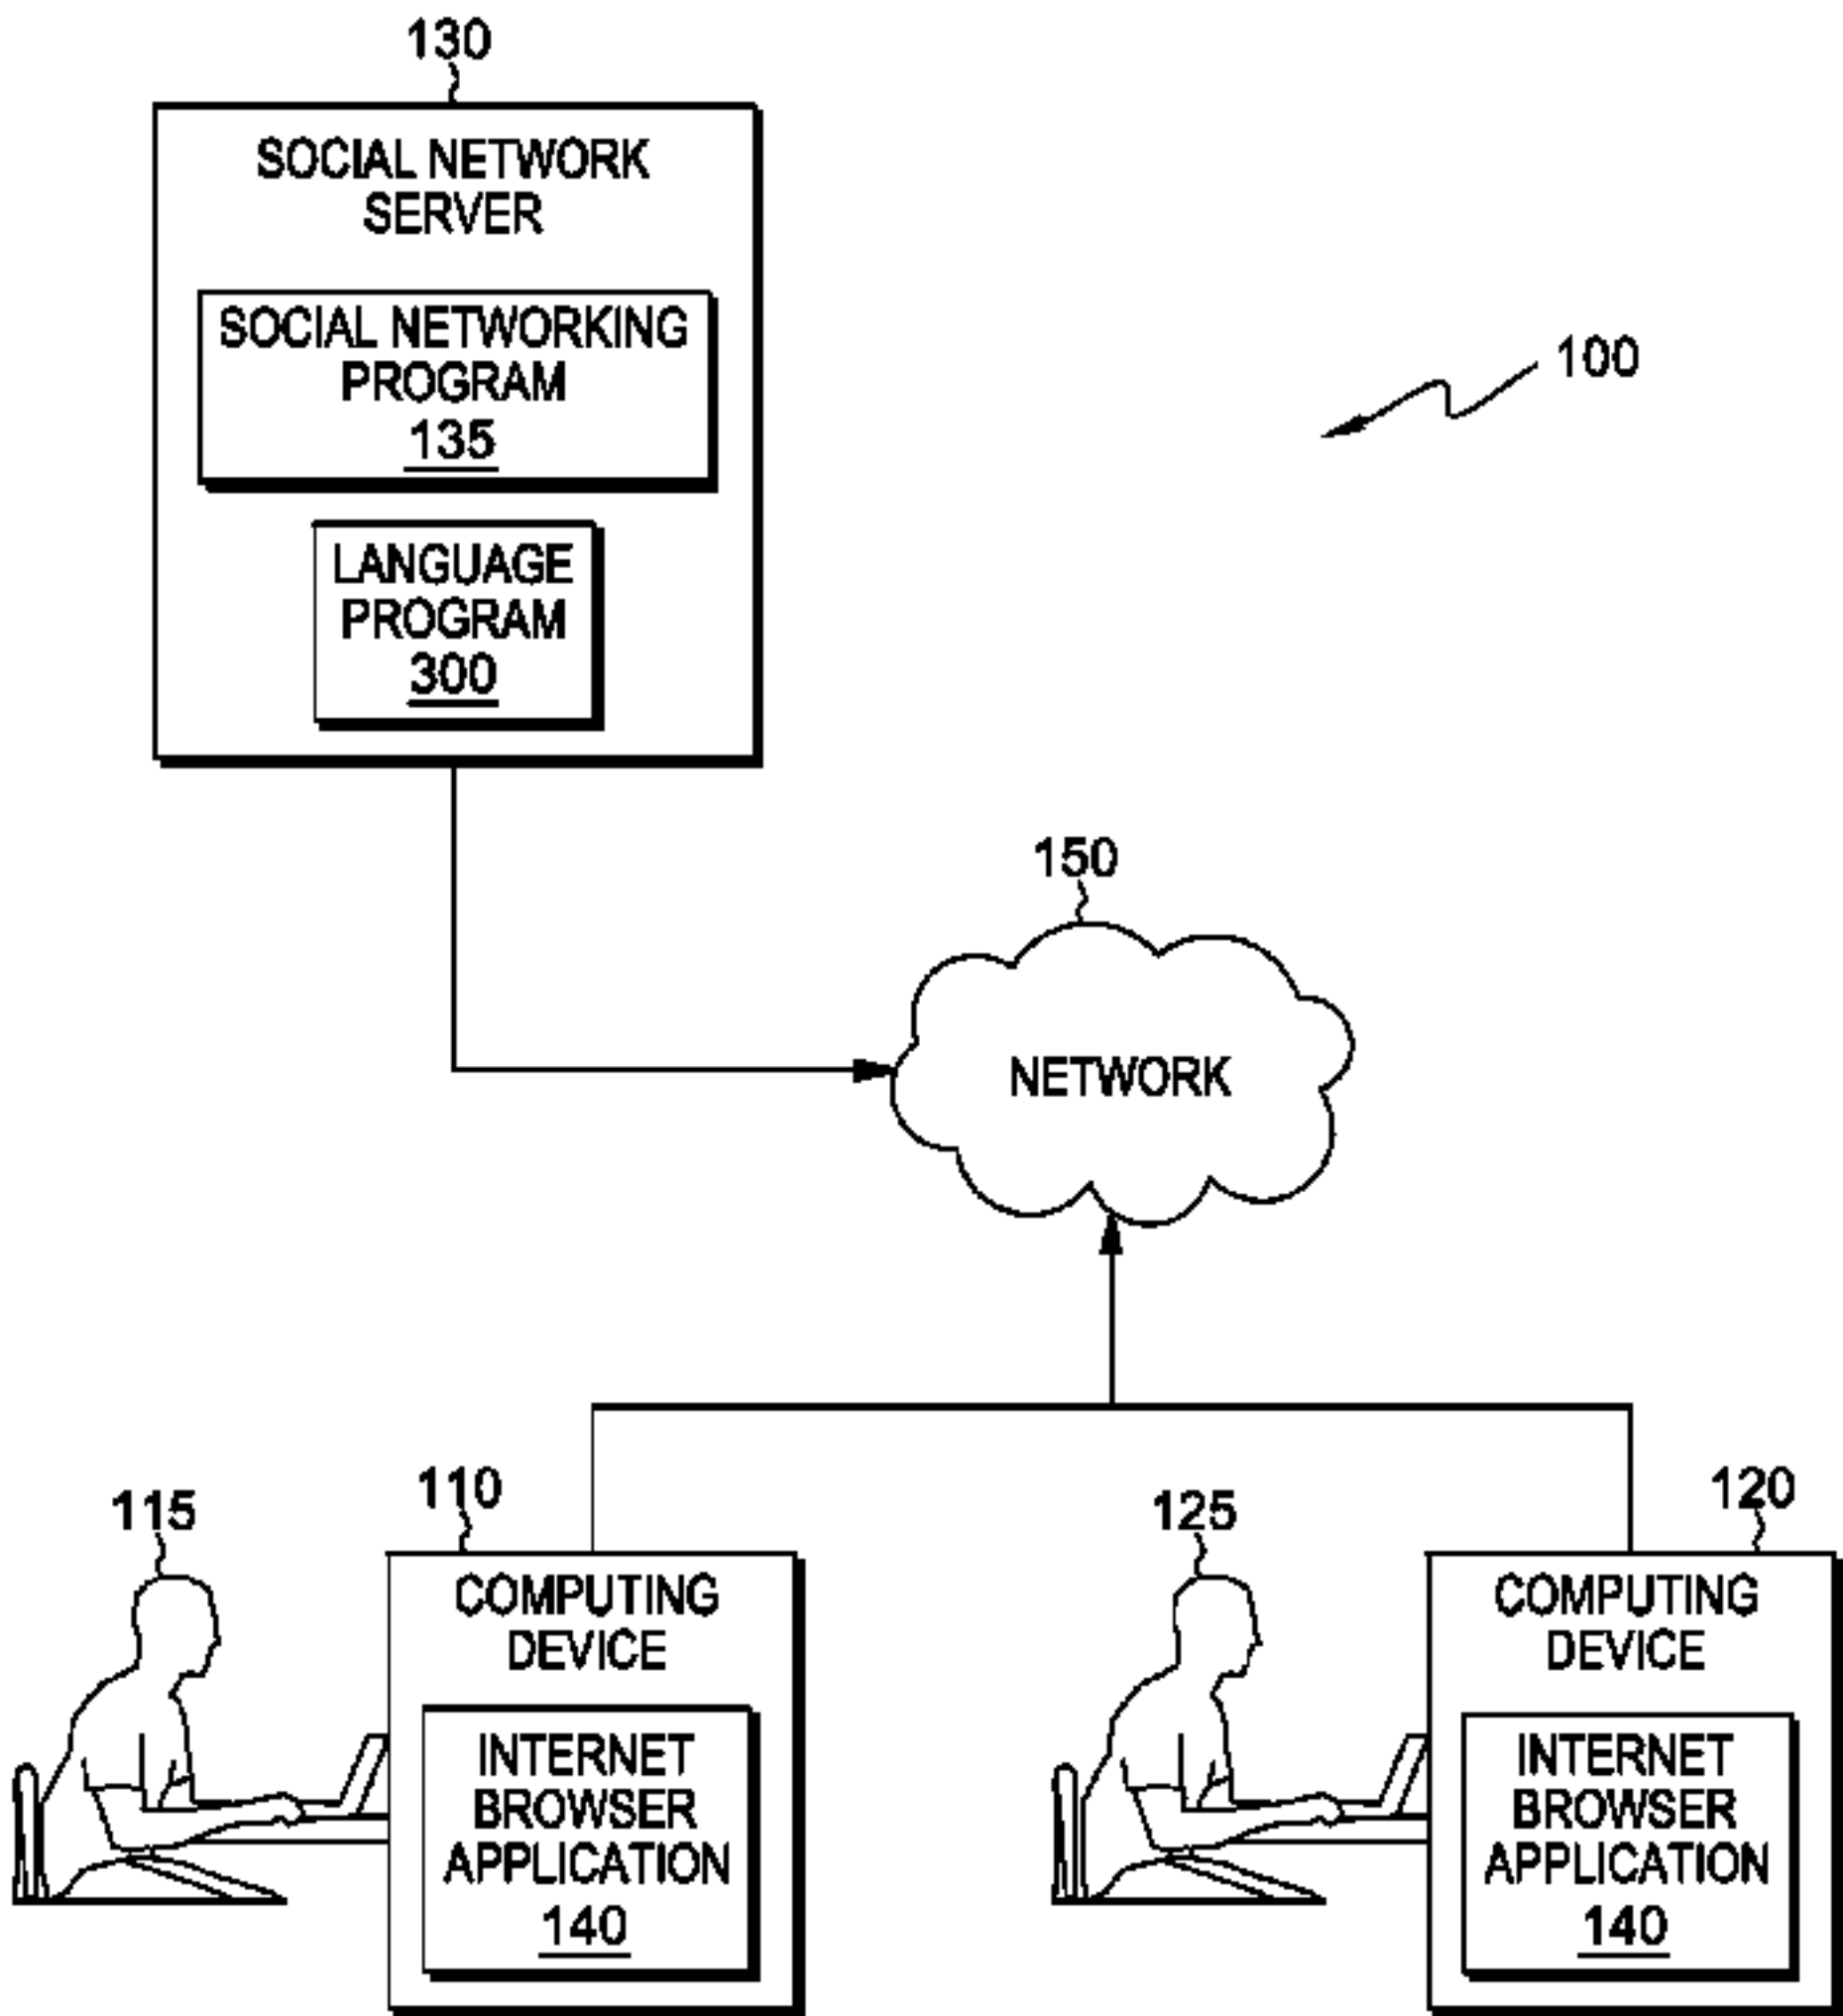 130
SOCIAL NETWORK
SERVER
SOCIAL NETWORKING
PROGRAM
135
LANGUAGE
PROGRAM
300
100
150
NETWORK
115
110
COMPUTING
DEVICE
INTERNET
BROWSER
APPLICATION
140
125
120
COMPUTING
DEVICE
INTERNET
BROWSER
APPLICATION
140